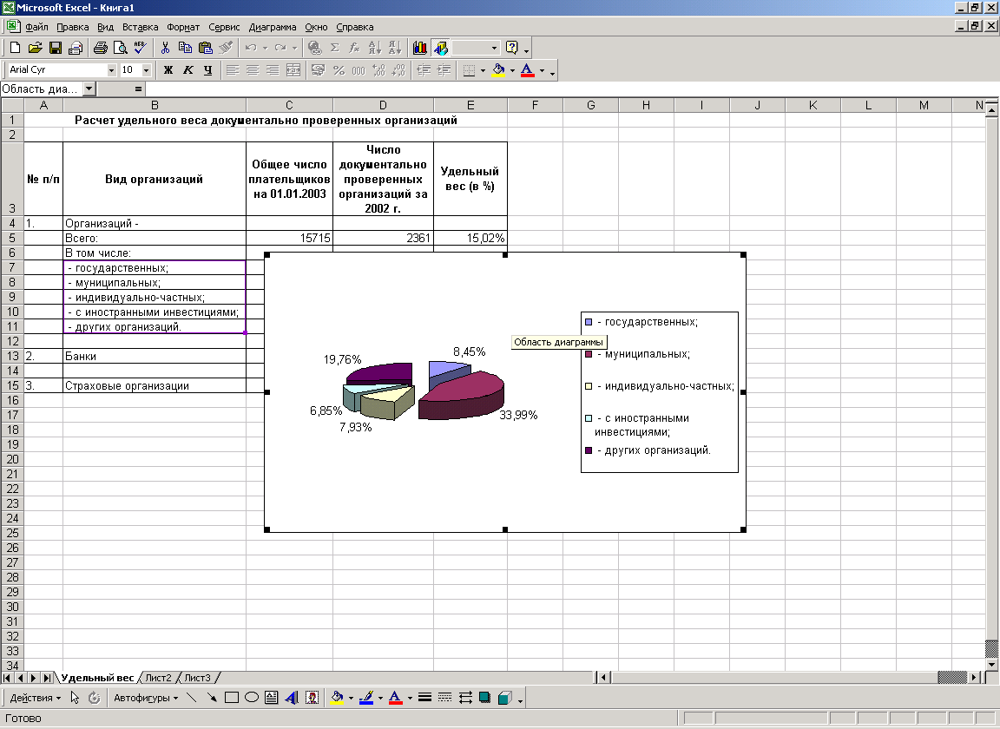 Microsoft Excel - Книга1
Файл Правка Вид Вставка Формат Сервис Диаграмма Окно Справка
Arial Cyr 10 Ж К Ч % 000
Область диа... =
A B C D E F G H I J K L M N
1 Расчет удельного веса документально проверенных организаций
2
3 № п/п Вид организаций
Общее число плательщиков на 01.01.2003
Число документально проверенных организаций за 2002 г.
Удельный вес (в %)
4 1. Организаций -
5 Всего: 15715 2361 15,02%
6 В том числе:
7 - государственных;
8 - муниципальных;
9 - индивидуально-частных;
10 - с иностранными инвестициями;
11 - других организаций.
12
13 2. Банки
14
15 3. Страховые организации
16
17
18
19
20
21
22
23
24
25
26
27
28
29
30
31
32
33
34
8,45%
33,99%
7,93%
6,85%
19,76%
- государственных;
Область диаграммы
- муниципальных;
- индивидуально-частных;
- с иностранными
инвестициями;
- других организаций.
Удельный вес Лист2 Лист3
Действия Автофигуры
Готово